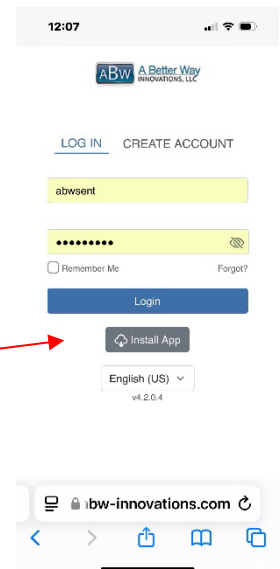 12:07
ABW A Better Way
INNOVATIONS, LLC
LOG IN CREATE ACCOUNT
abwsent
•••••••••
Remember Me Forgot?
Login
Install App
English (US)
v4.2.0.4
bw-innovations.com